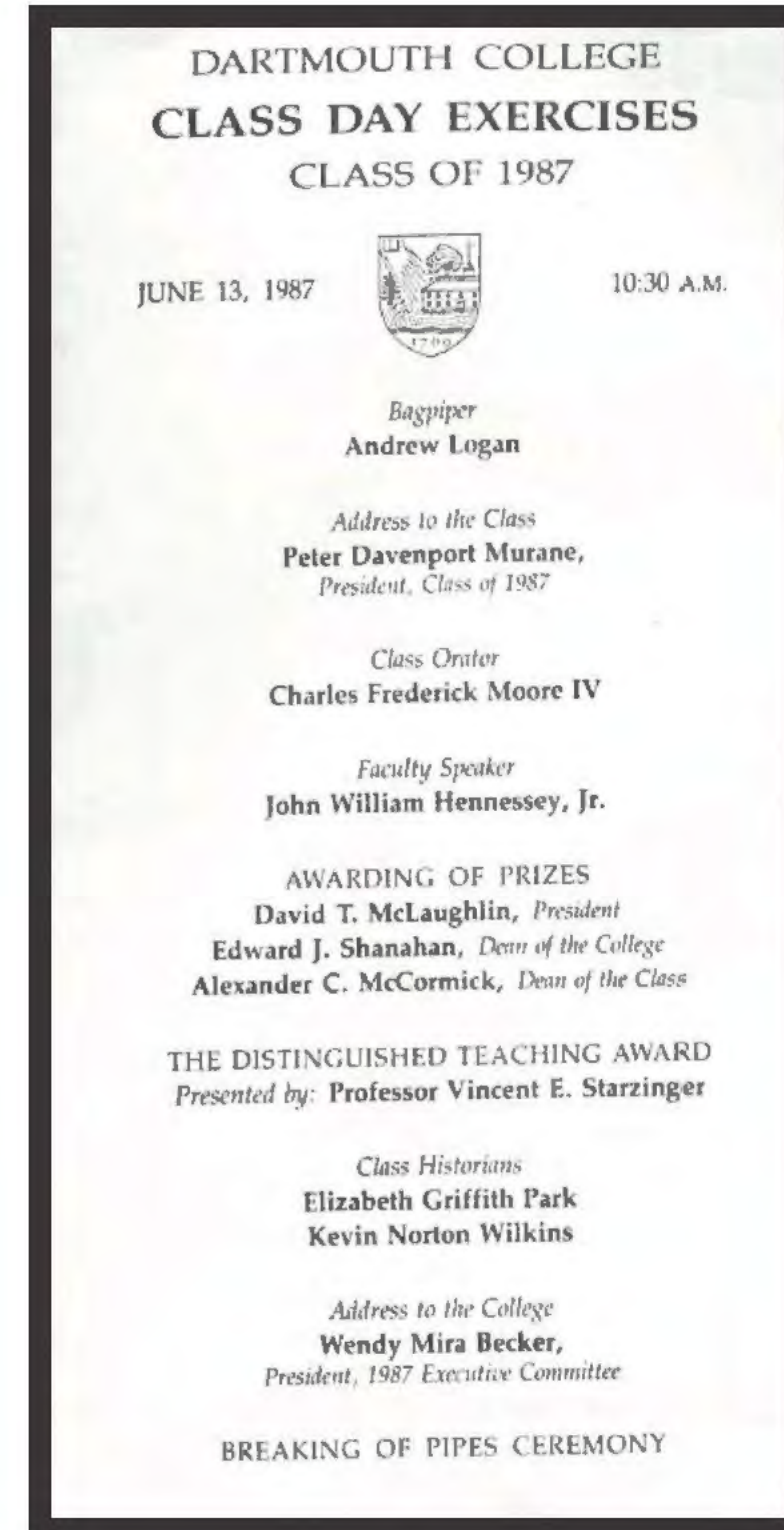 DARTMOUTH COLLEGE
CLASS DAY EXERCISES
CLASS OF 1987
JUNE 13, 1987
10:30 A.M.
Bagpiper
Andrew Logan
Address to the Class
Peter Davenport Murane,
President, Class of 1987
Class Orator
Charles Frederick Moore IV
Faculty Speaker
John William Hennessey, Jr.
AWARDING OF PRIZES
David T. McLaughlin, President
Edward J. Shanahan, Dean of the College
Alexander C. McCormick, Dean of the Class
THE DISTINGUISHED TEACHING AWARD
Presented by: Professor Vincent E. Starzinger
Class Historians
Elizabeth Griffith Park
Kevin Norton Wilkins
Address to the College
Wendy Mira Becker,
President, 1987 Executive Committee
BREAKING OF PIPES CEREMONY